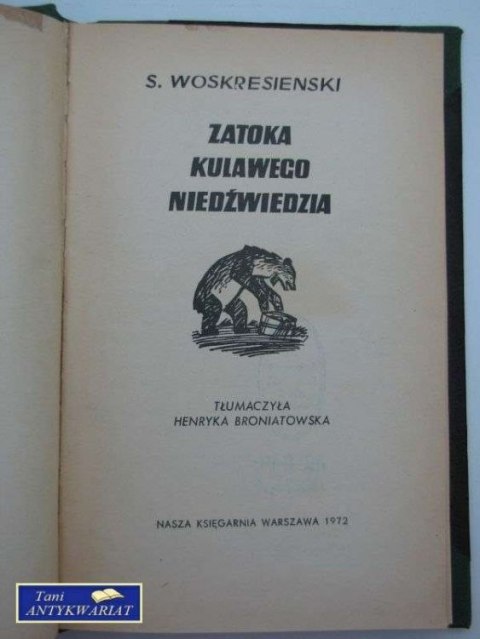 S. WOSKRESIENSKI
ZATOKA
KULAWEGO
NIEDŹWIEDZIA
TŁUMACZYŁA
HENRYKA BRONIATOWSKA
NASZA KSIĘGARNIA WARSZAWA 1972
Tani
ANTYKWARIAT